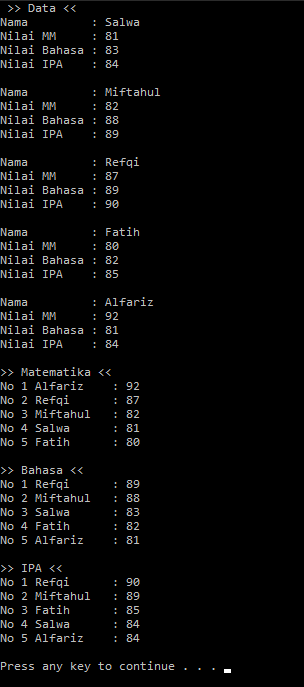 >> Data <<
Nama         : Salwa
Nilai MM     : 81
Nilai Bahasa : 83
Nilai IPA    : 84

Nama         : Miftahul
Nilai MM     : 82
Nilai Bahasa : 88
Nilai IPA    : 89

Nama         : Refqi
Nilai MM     : 87
Nilai Bahasa : 89
Nilai IPA    : 90

Nama         : Fatih
Nilai MM     : 80
Nilai Bahasa : 82
Nilai IPA    : 85

Nama         : Alfariz
Nilai MM     : 92
Nilai Bahasa : 81
Nilai IPA    : 84

>> Matematika <<
No 1 Alfariz    : 92
No 2 Refqi      : 87
No 3 Miftahul   : 82
No 4 Salwa      : 81
No 5 Fatih      : 80

>> Bahasa <<
No 1 Refqi      : 89
No 2 Miftahul   : 88
No 3 Salwa      : 83
No 4 Fatih      : 82
No 5 Alfariz    : 81

>> IPA <<
No 1 Refqi      : 90
No 2 Miftahul   : 89
No 3 Fatih      : 85
No 4 Salwa      : 84
No 5 Alfariz    : 84

Press any key to continue . . .